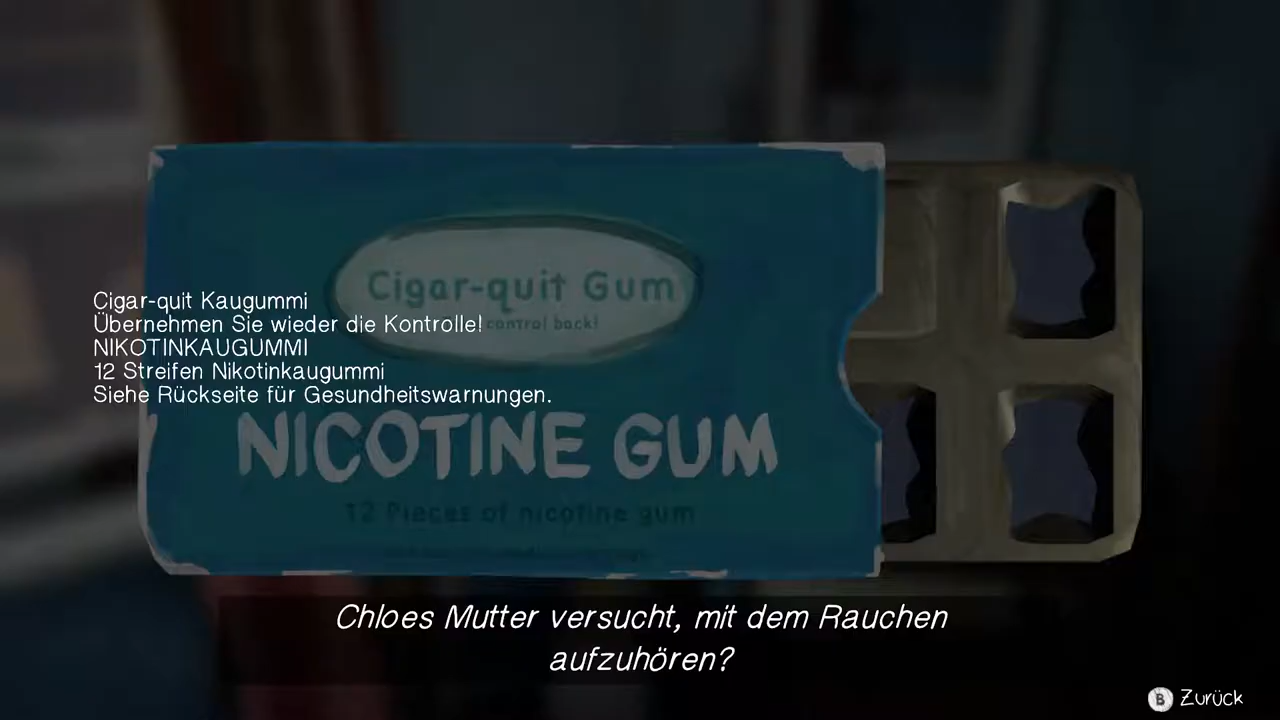 Cigar-quit Gum
control back!
Cigar-quit Kaugummi
Übernehmen Sie wieder die Kontrolle!
NIKOTINKAUGUMMI
12 Streifen Nikotinkaugummi
Siehe Rückseite für Gesundheitswarnungen.
NICOTINE GUM
12 Pieces of nicotine gum
Chloes Mutter versucht, mit dem Rauchen
aufzuhören?
B Zurück